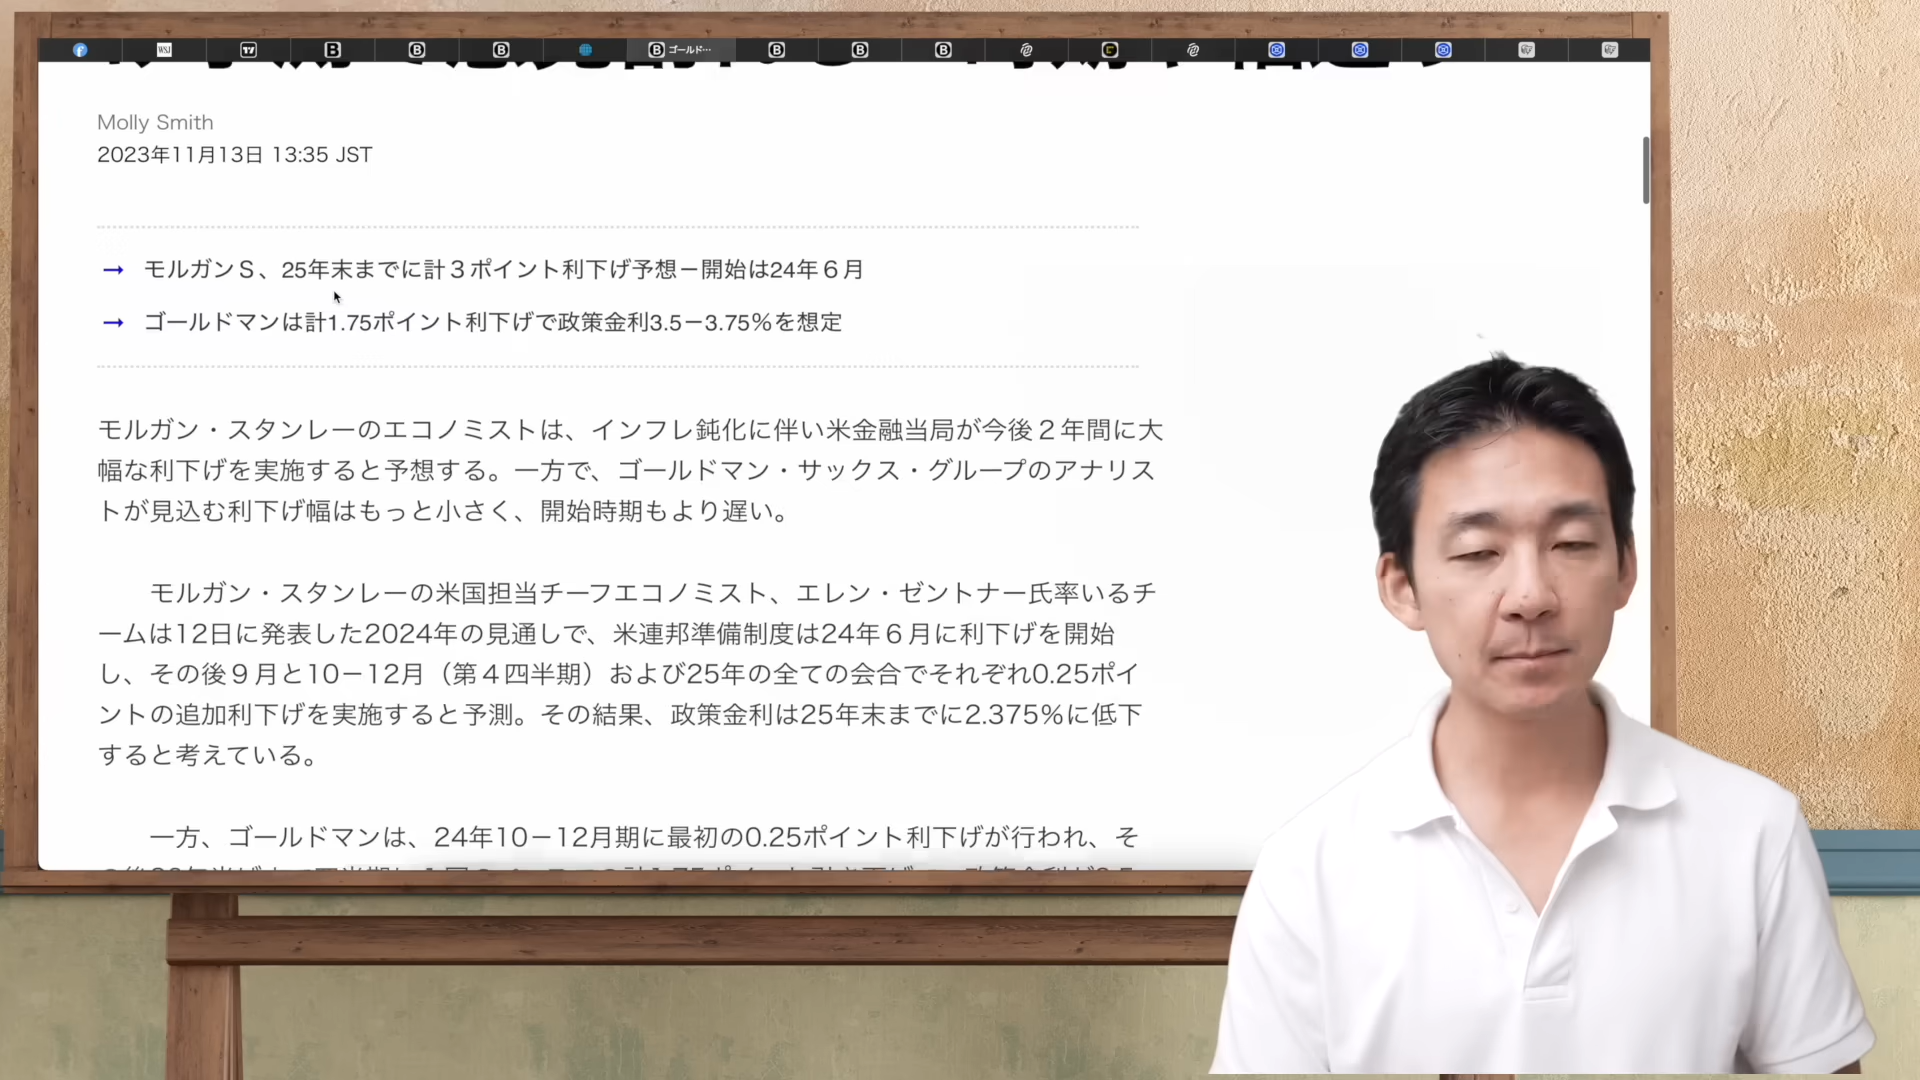 WSJ
ゴールド…
Molly Smith
2023年11月13日 13:35 JST
→ モルガンＳ、25年末までに計３ポイント利下げ予想－開始は24年６月
→ ゴールドマンは計1.75ポイント利下げで政策金利3.5－3.75％を想定
モルガン・スタンレーのエコノミストは、インフレ鈍化に伴い米金融当局が今後２年間に大
幅な利下げを実施すると予想する。一方で、ゴールドマン・サックス・グループのアナリス
トが見込む利下げ幅はもっと小さく、開始時期もより遅い。
モルガン・スタンレーの米国担当チーフエコノミスト、エレン・ゼントナー氏率いるチ
ームは12日に発表した2024年の見通しで、米連邦準備制度は24年６月に利下げを開始
し、その後９月と10－12月（第４四半期）および25年の全ての会合でそれぞれ0.25ポイ
ントの追加利下げを実施すると予測。その結果、政策金利は25年末までに2.375％に低下
すると考えている。
一方、ゴールドマンは、24年10－12月期に最初の0.25ポイント利下げが行われ、そ